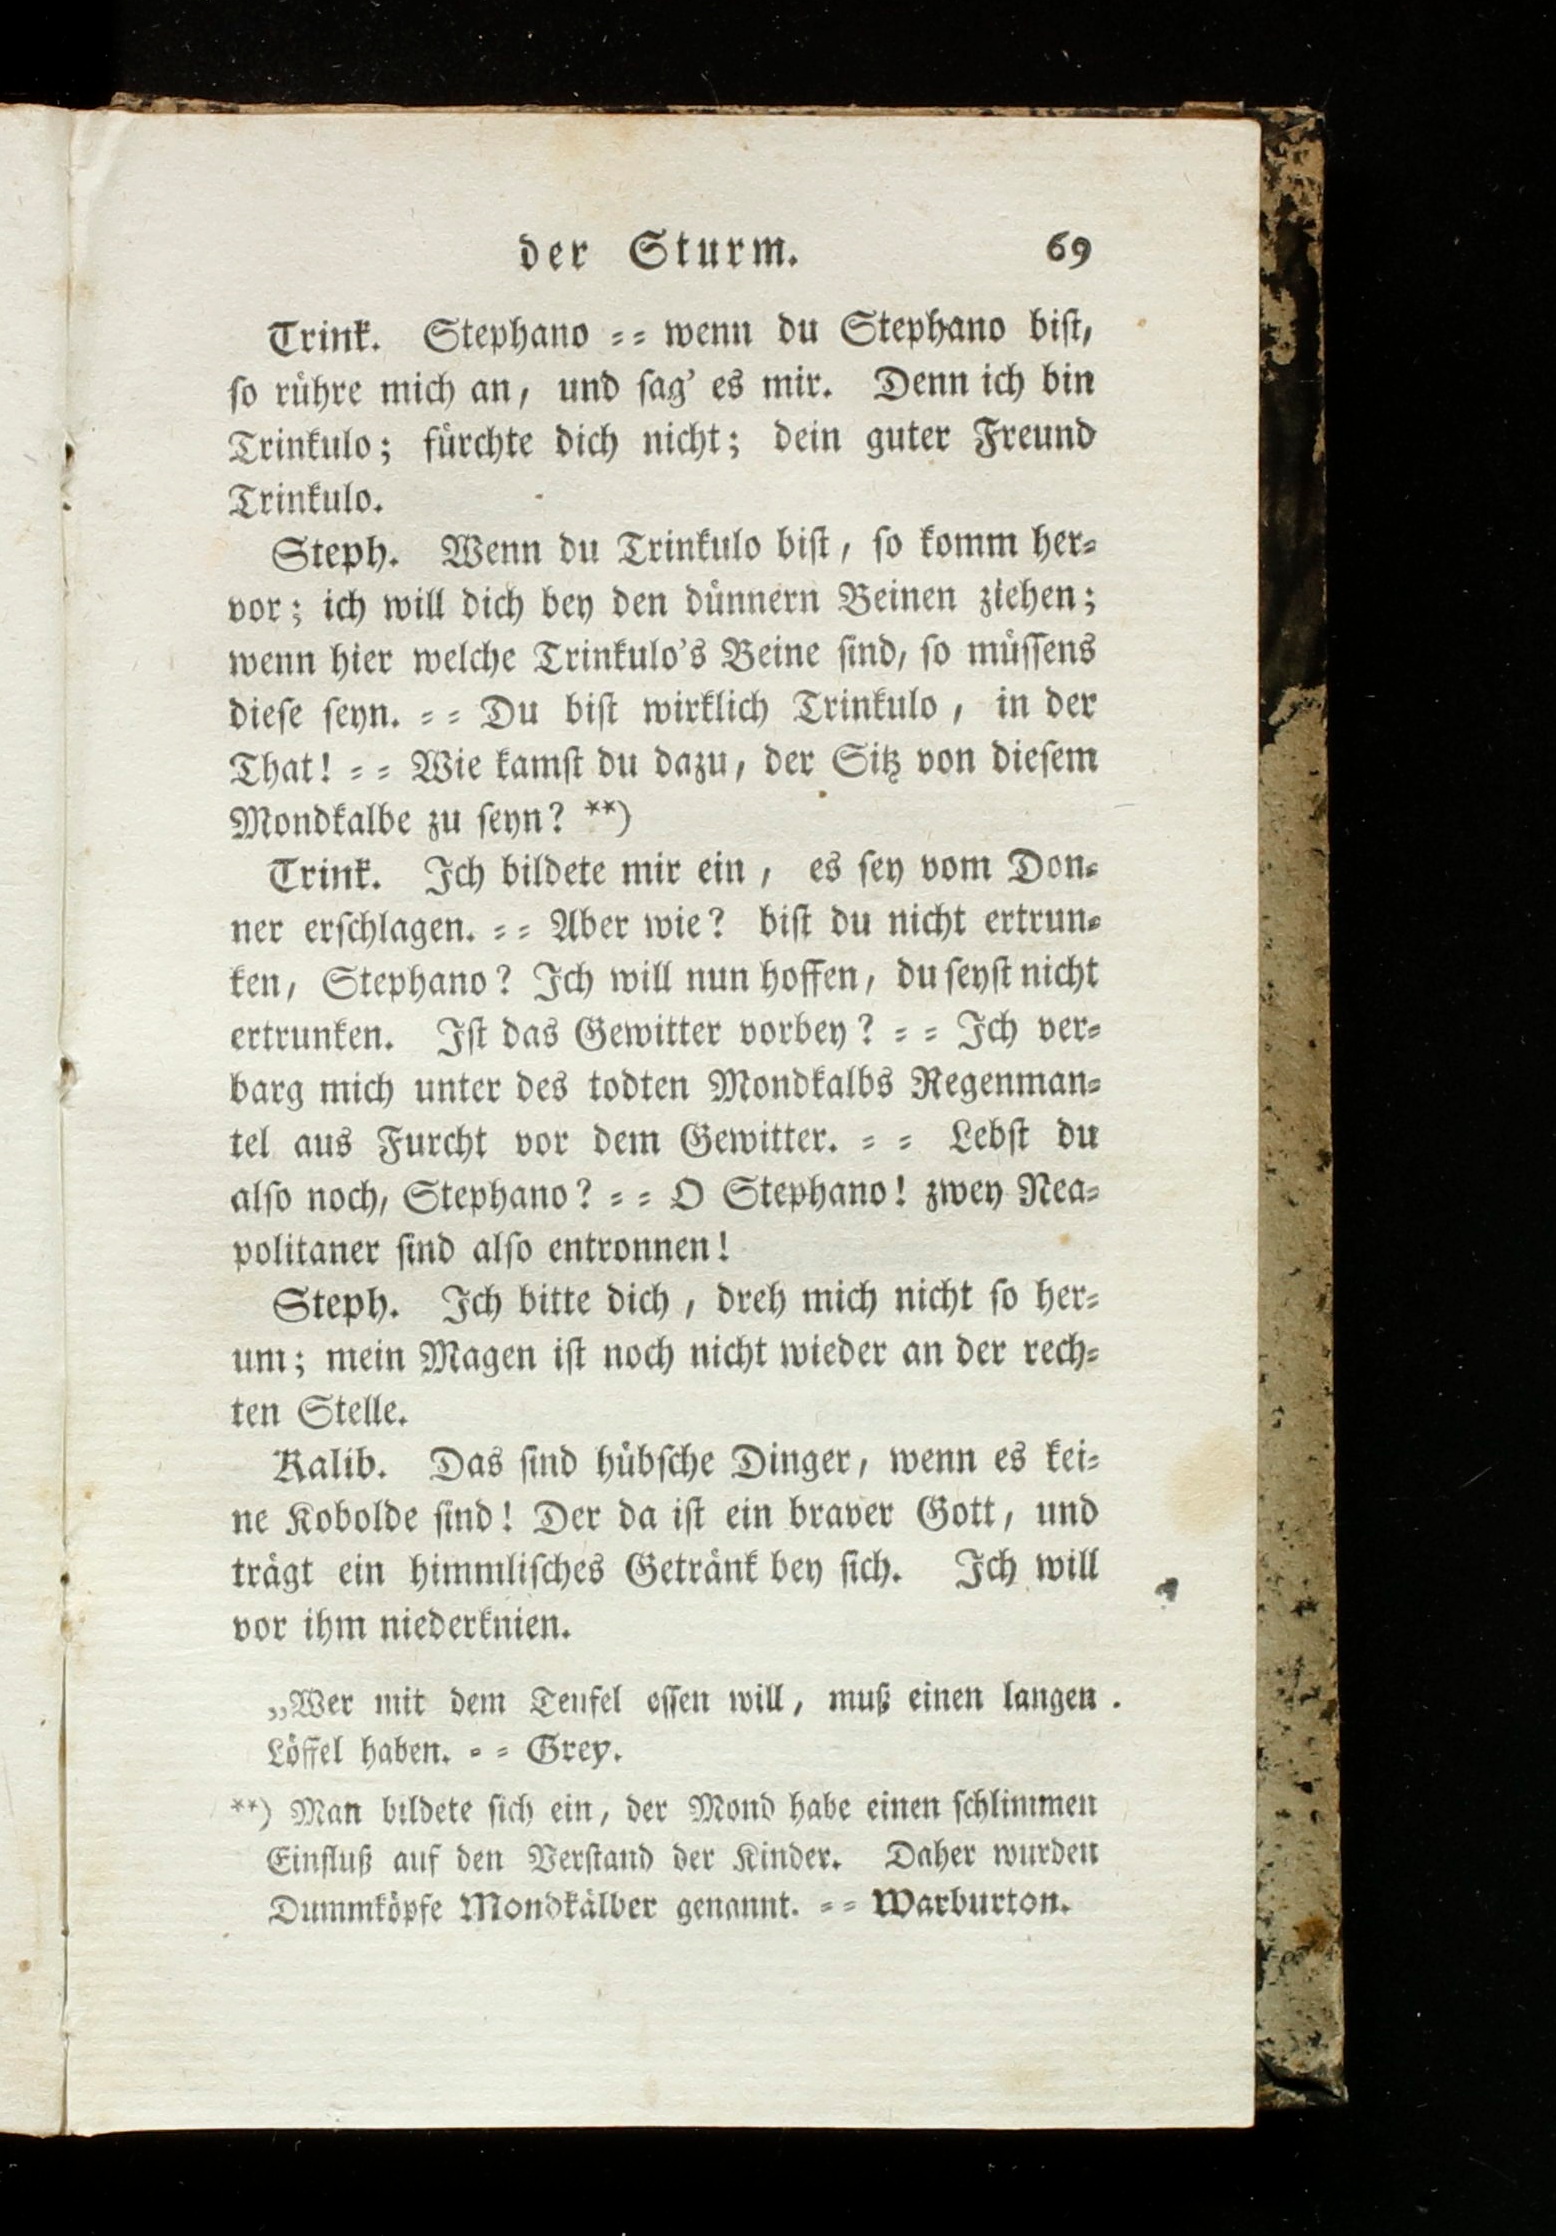 der Sturm. 69
Trink. Stephano ⸗⸗ wenn du Stephano biſt,
ſo rühre mich an, und ſag’ es mir. Denn ich bin
Trinkulo; fürchte dich nicht; dein guter Freund
Trinkulo.
Steph. Wenn du Trinkulo biſt, ſo komm her⸗
vor; ich will dich bey den dünnern Beinen ziehen;
wenn hier welche Trinkulo’s Beine ſind, ſo müſſens
dieſe ſeyn. ⸗⸗ Du biſt wirklich Trinkulo, in der
That! ⸗⸗ Wie kamſt du dazu, der Sitz von dieſem
Mondkalbe zu ſeyn? **)
Trink. Ich bildete mir ein, es ſey vom Don⸗
ner erſchlagen. ⸗⸗ Aber wie? biſt du nicht ertrun⸗
ken, Stephano? Ich will nun hoffen, du ſeyſt nicht
ertrunken. Iſt das Gewitter vorbey? ⸗⸗ Ich ver⸗
barg mich unter des todten Mondkalbs Regenman⸗
tel aus Furcht vor dem Gewitter. ⸗⸗ Lebſt du
alſo noch, Stephano? ⸗⸗ O Stephano! zwey Nea⸗
politaner ſind alſo entronnen!
Steph. Ich bitte dich, dreh mich nicht ſo her⸗
um; mein Magen iſt noch nicht wieder an der rech⸗
ten Stelle.
Kalib. Das ſind hübſche Dinger, wenn es kei⸗
ne Kobolde ſind! Der da iſt ein braver Gott, und
trägt ein himmliſches Getränk bey ſich. Ich will
vor ihm niederknien.
„Wer mit dem Teufel eſſen will, muß einen langen
Löffel haben. ⸗⸗ Grey.
**) Man bildete ſich ein, der Mond habe einen ſchlimmen
Einfluß auf den Verſtand der Kinder. Daher wurden
Dummköpfe Mondkälber genannt. ⸗⸗ Warburton.